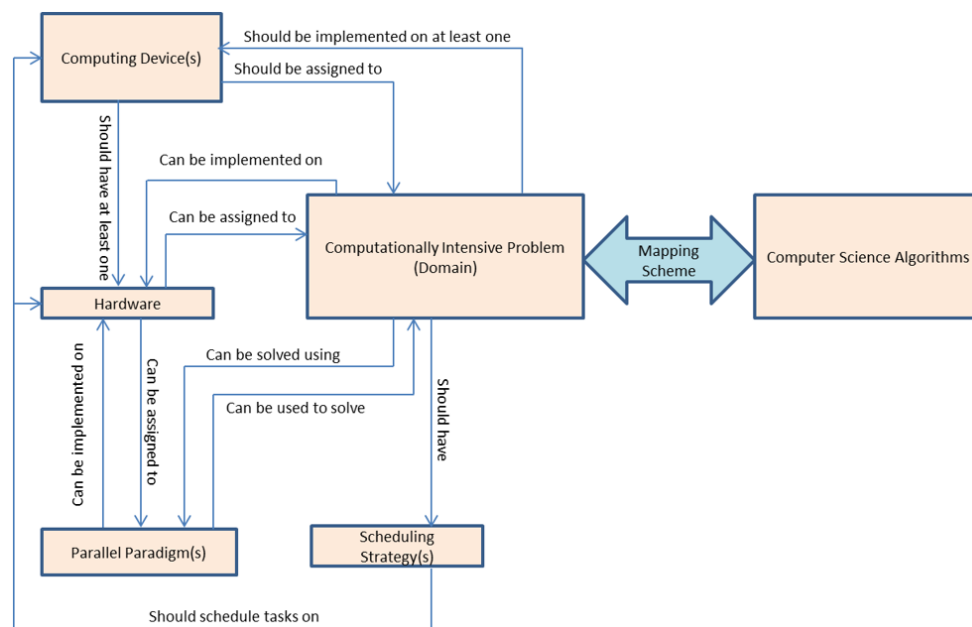 Should be implemented on at least one
Computing Device(s)
Should be assigned to
Should have at least one
Can be implemented on
Can be assigned to
Computationally Intensive Problem
(Domain)
Mapping
Scheme
Computer Science Algorithms
Hardware
Can be solved using
Can be implemented on
Can be assigned to
Can be used to solve
Should have
Parallel Paradigm(s)
Scheduling
Strategy(s)
Should schedule tasks on